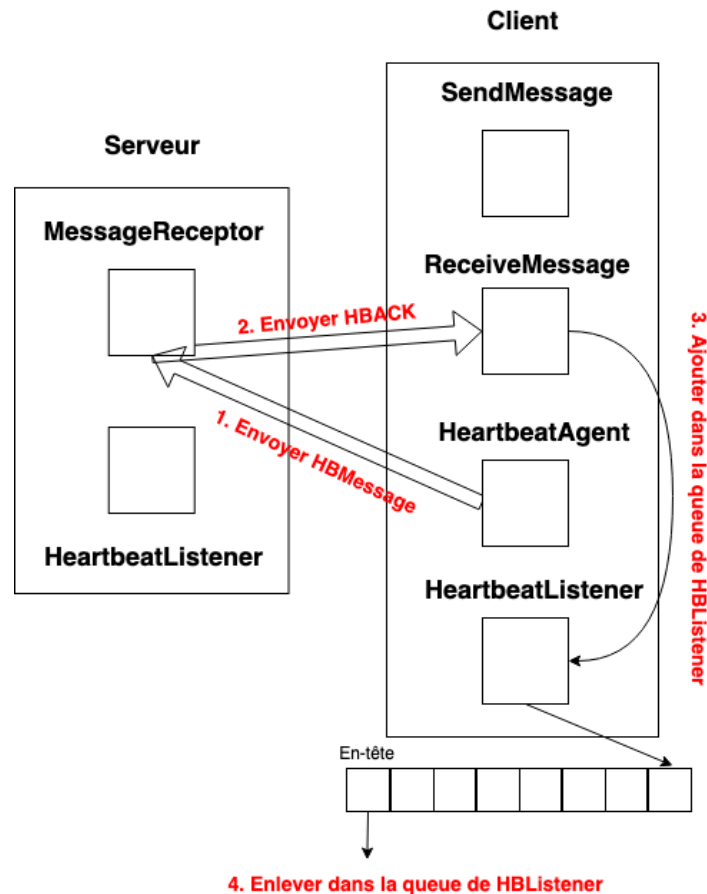 Client
SendMessage
Serveur
MessageReceptor
ReceiveMessage
2. Envoyer HBACK
3. Ajouter dans la queue de HBListener
1. Envoyer HBMessage
HeartbeatAgent
HeartbeatListener
HeartbeatListener
En-tête
4. Enlever dans la queue de HBListener